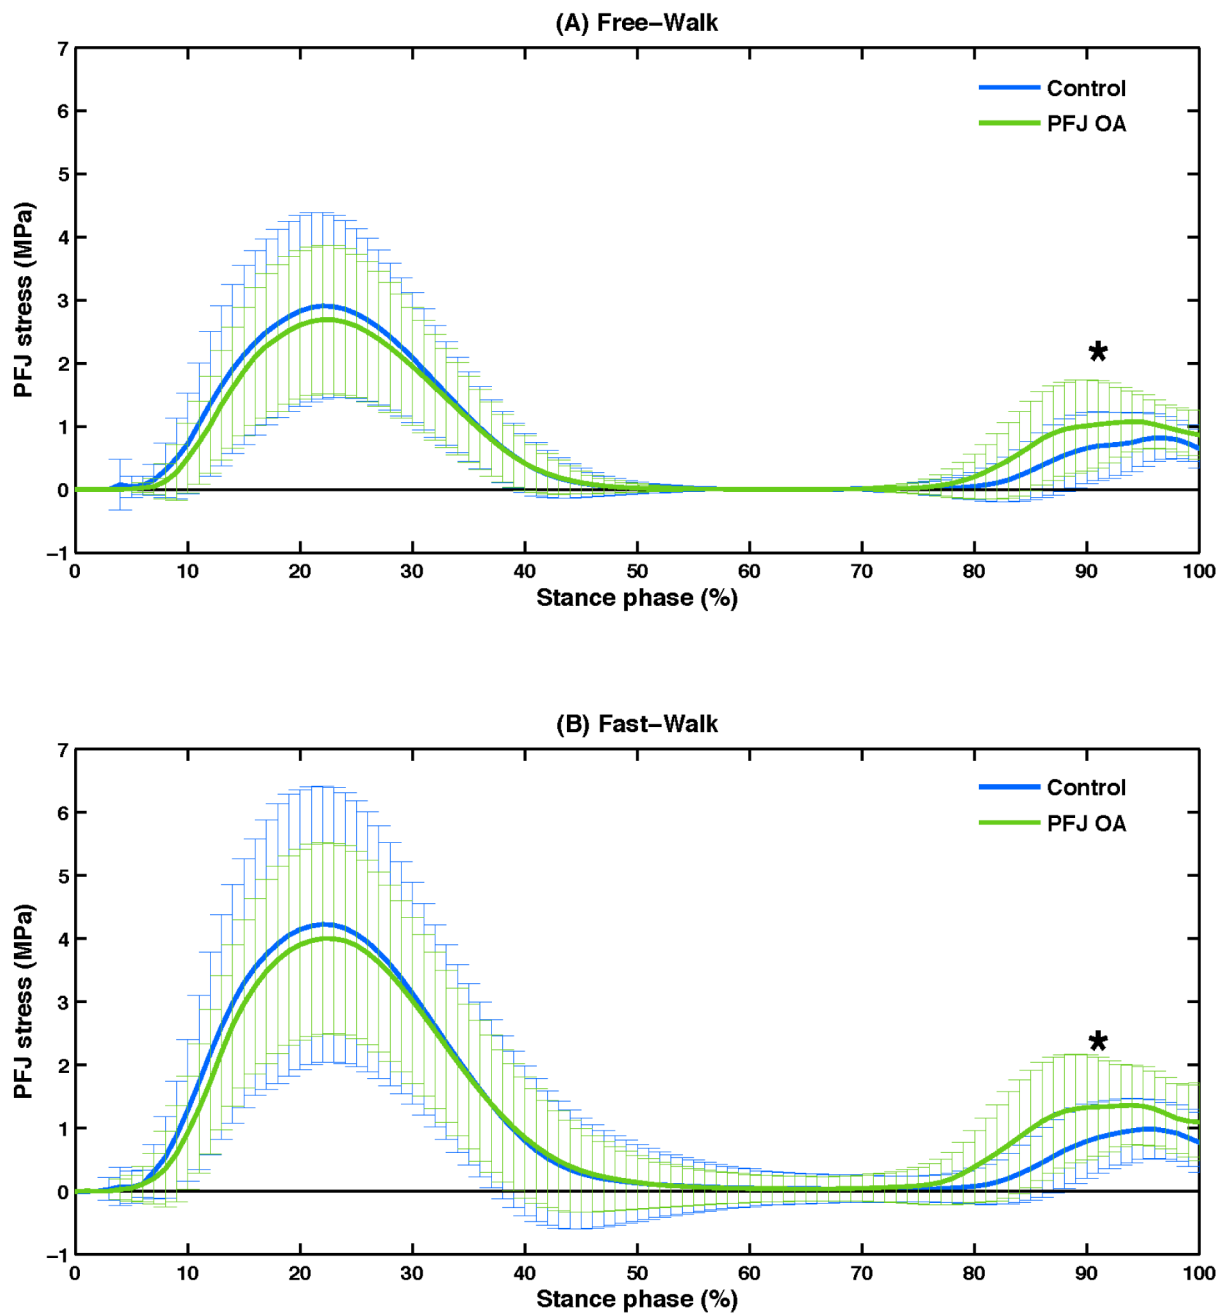 (A) Free–Walk
7
6
5
4
3
2
1
0
–1
PFJ stress (MPa)
Control
PFJ OA
*
0 10 20 30 40 50 60 70 80 90 100
Stance phase (%)
(B) Fast–Walk
7
6
5
4
3
2
1
0
–1
PFJ stress (MPa)
Control
PFJ OA
*
0 10 20 30 40 50 60 70 80 90 100
Stance phase (%)